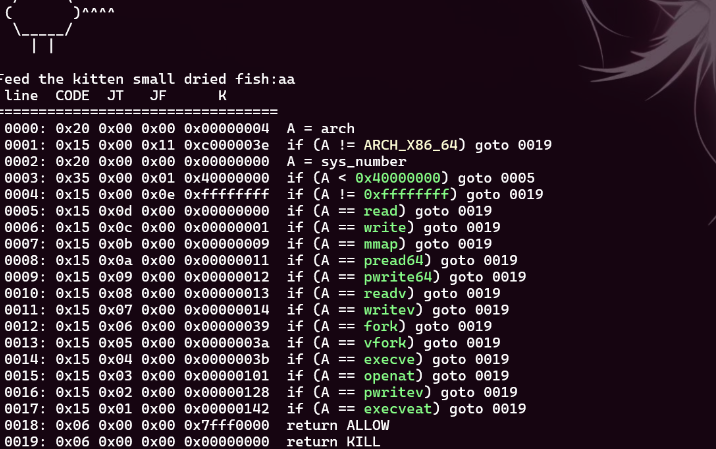 (        )^^^^
\_____/
| |
Feed the kitten small dried fish:aa
line  CODE  JT   JF      K
=================================
0000: 0x20 0x00 0x00 0x00000004  A = arch
0001: 0x15 0x00 0x11 0xc000003e  if (A != ARCH_X86_64) goto 0019
0002: 0x20 0x00 0x00 0x00000000  A = sys_number
0003: 0x35 0x00 0x01 0x40000000  if (A < 0x40000000) goto 0005
0004: 0x15 0x00 0x0e 0xffffffff  if (A != 0xffffffff) goto 0019
0005: 0x15 0x0d 0x00 0x00000000  if (A == read) goto 0019
0006: 0x15 0x0c 0x00 0x00000001  if (A == write) goto 0019
0007: 0x15 0x0b 0x00 0x00000009  if (A == mmap) goto 0019
0008: 0x15 0x0a 0x00 0x00000011  if (A == pread64) goto 0019
0009: 0x15 0x09 0x00 0x00000012  if (A == pwrite64) goto 0019
0010: 0x15 0x08 0x00 0x00000013  if (A == readv) goto 0019
0011: 0x15 0x07 0x00 0x00000014  if (A == writev) goto 0019
0012: 0x15 0x06 0x00 0x00000039  if (A == fork) goto 0019
0013: 0x15 0x05 0x00 0x0000003a  if (A == vfork) goto 0019
0014: 0x15 0x04 0x00 0x0000003b  if (A == execve) goto 0019
0015: 0x15 0x03 0x00 0x00000101  if (A == openat) goto 0019
0016: 0x15 0x02 0x00 0x00000128  if (A == pwritev) goto 0019
0017: 0x15 0x01 0x00 0x00000142  if (A == execveat) goto 0019
0018: 0x06 0x00 0x00 0x7fff0000  return ALLOW
0019: 0x06 0x00 0x00 0x00000000  return KILL